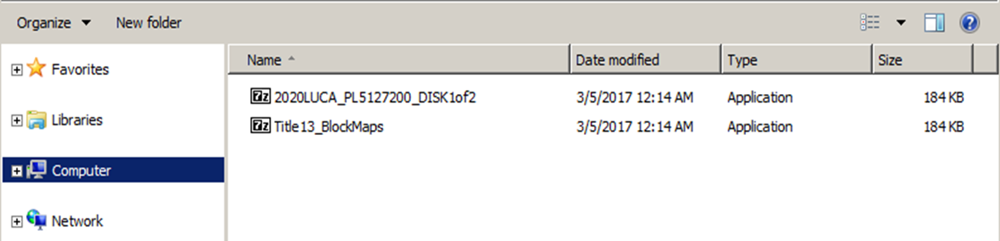 Organize New folder
Favorites
Libraries
Computer
Network
Name Date modified Type Size
2020LUCA_PL5127200_DISK1of2 3/5/2017 12:14 AM Application 184 KB
Title13_BlockMaps 3/5/2017 12:14 AM Application 184 KB